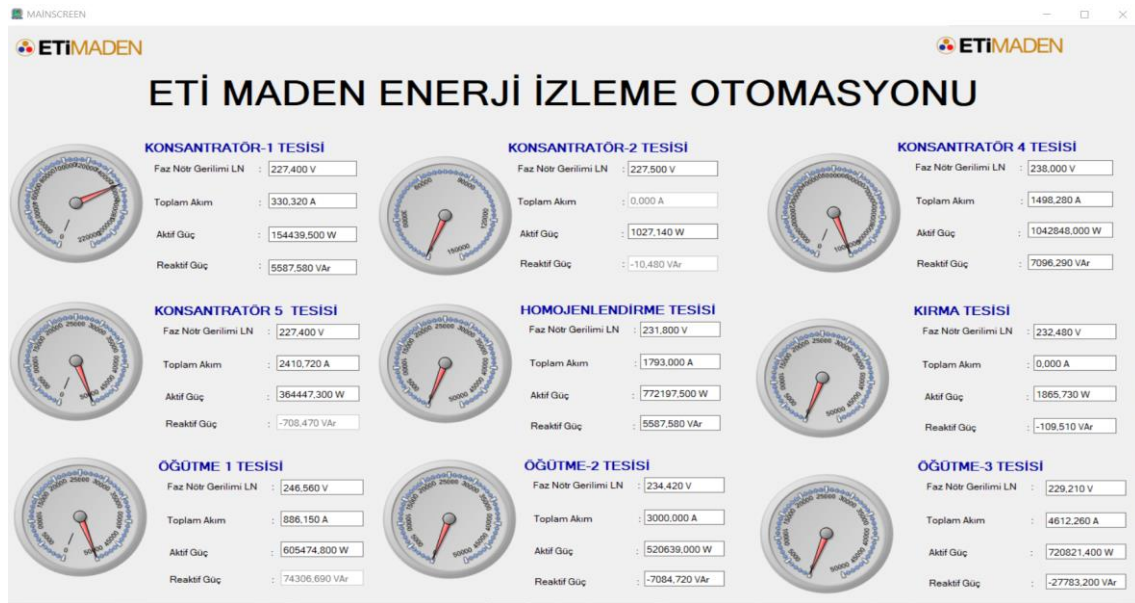 MAINSCREEN
ETİMADEN
ETİMADEN
ETİ MADEN ENERJİ İZLEME OTOMASYONU
KONSANTRATÖR-1 TESİSİ
Faz Nötr Gerilimi LN : 227,400 V
Toplam Akım : 330,320 A
Aktif Güç : 154439,500 W
Reaktif Güç : 5587,580 VAr
KONSANTRATÖR-2 TESİSİ
Faz Nötr Gerilimi LN : 227,500 V
Toplam Akım : 0,000 A
Aktif Güç : 1027,140 W
Reaktif Güç : -10,480 VAr
KONSANTRATÖR 4 TESİSİ
Faz Nötr Gerilimi LN : 238,000 V
Toplam Akım : 1498,280 A
Aktif Güç : 1042848,000 W
Reaktif Güç : 7096,290 VAr
KONSANTRATÖR 5 TESİSİ
Faz Nötr Gerilimi LN : 227,400 V
Toplam Akım : 2410,720 A
Aktif Güç : 364447,300 W
Reaktif Güç : -708,470 VAr
HOMOJENLENDİRME TESİSİ
Faz Nötr Gerilimi LN : 231,800 V
Toplam Akım : 1793,000 A
Aktif Güç : 772197,500 W
Reaktif Güç : 5587,580 VAr
KIRMA TESİSİ
Faz Nötr Gerilimi LN : 232,480 V
Toplam Akım : 0,000 A
Aktif Güç : 1865,730 W
Reaktif Güç : -109,510 VAr
ÖĞÜTME 1 TESİSİ
Faz Nötr Gerilimi LN : 246,560 V
Toplam Akım : 886,150 A
Aktif Güç : 605474,800 W
Reaktif Güç : 74306,690 VAr
ÖĞÜTME-2 TESİSİ
Faz Nötr Gerilimi LN : 234,420 V
Toplam Akım : 3000,000 A
Aktif Güç : 520639,000 W
Reaktif Güç : -7084,720 VAr
ÖĞÜTME-3 TESİSİ
Faz Nötr Gerilimi LN : 229,210 V
Toplam Akım : 4612,260 A
Aktif Güç : 720821,400 W
Reaktif Güç : -27783,200 VAr